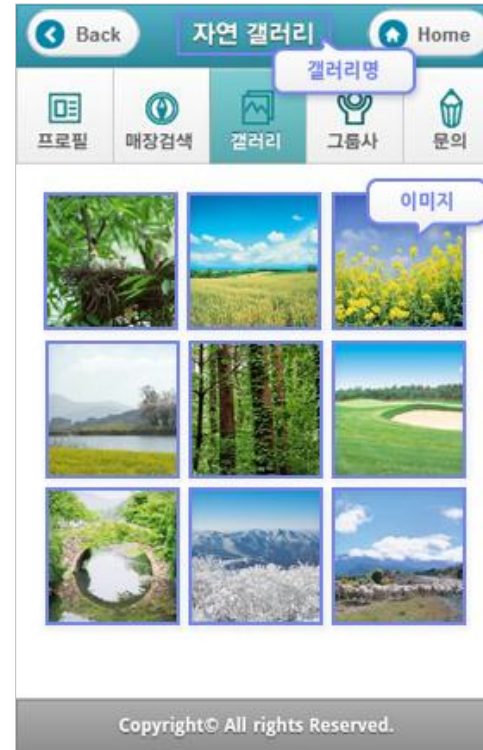 Back
자연 갤러리
Home
갤러리명
프로필
매장검색
갤러리
그룹사
문의
이미지
Copyright© All rights Reserved.